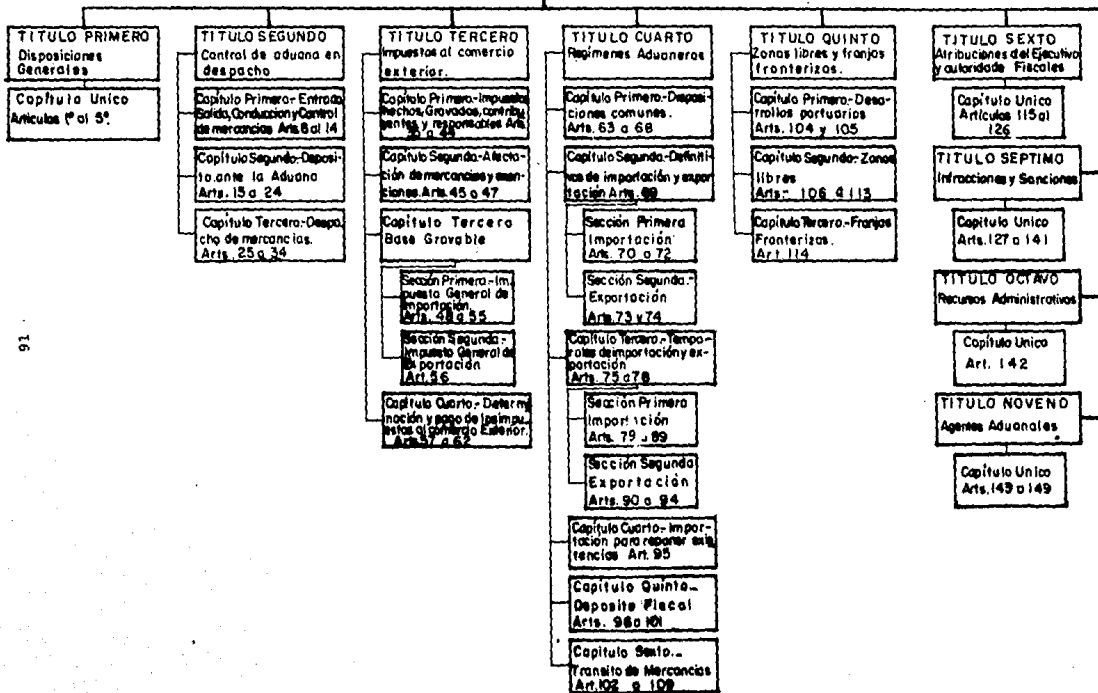 TITULO PRIMERO
Disposiciones
Generales
Capítulo Unico
Artículos 1º al 5º
TITULO SEGUNDO
Control de aduana en
despacho
Capítulo Primero.- Entrada
Salida, Conduccion y Control
de mercancias Arts. 6 al 14
Capítulo Segundo.- Deposi-
to ante la Aduana
Arts. 15 a 24
Capítulo Tercero.- Despa-
cho de mercancias.
Arts. 25 a 34
TITULO TERCERO
Impuestos al comercio
exterior.
Capítulo Primero.- Impuestos
hechos, Gravados, contribu
yentes y responsables Arts.
a 44
Capítulo Segundo.- Afecta-
ción de mercancias y exen-
ciones. Arts. 45 a 47
Capítulo Tercero
Base Gravable
Sección Primera.- Im
puesto General de
Importación.
Arts. 48 a 55
Sección Segunda.-
Impuesto General de
Exportación
Art. 56
Capítulo Cuarto.- Determi
nación y pago de los impu
estos al comercio Exterior.
Arts. 57 a 62
TITULO CUARTO
Regimenes Aduaneros
Capítulo Primero.- Disposi-
ciones comunes.
Arts. 63 a 68
Capítulo Segundo.- Definiti
vos de importación y expor
tación Arts. 69
Sección Primera
Importación
Arts. 70 a 72
Sección Segunda.-
Exportación
Arts. 73 y 74
Capítulo Tercero.- Tempo-
rales de importación y ex-
portación
Arts. 75 a 78
Sección Primera
Importación
Arts. 79 a 89
Sección Segunda
Exportación
Arts. 90 a 94
Capítulo Cuarto.- Impor-
tación para reponer exis
tencias Art. 95
Capítulo Quinto.-
Deposito Fiscal
Arts. 96 a 101
Capítulo Sexto.-
Transito de Mercancias
Art. 102 a 109
TITULO QUINTO
Zonas libres y franjas
fronterizas.
Capítulo Primero.- Desa-
rrollos portuarios
Arts. 104 y 105
Capítulo Segundo.- Zonas
libres
Arts.- 106 a 113
Capítulo Tercero.- Franjas
Fronterizas.
Art 114
TITULO SEXTO
Atribuciones del Ejecutivo
y autoridade Fiscales
Capítulo Unico
Artículos 115 al
126
TITULO SEPTIMO
Infracciones y Sanciones
Capítulo Unico
Arts. 127 a 141
TITULO OCTAVO
Recursos Administrativos
Capítulo Unico
Art. 142
TITULO NOVENO
Agentes Aduanales
Capítulo Unico
Arts. 143 a 149
91